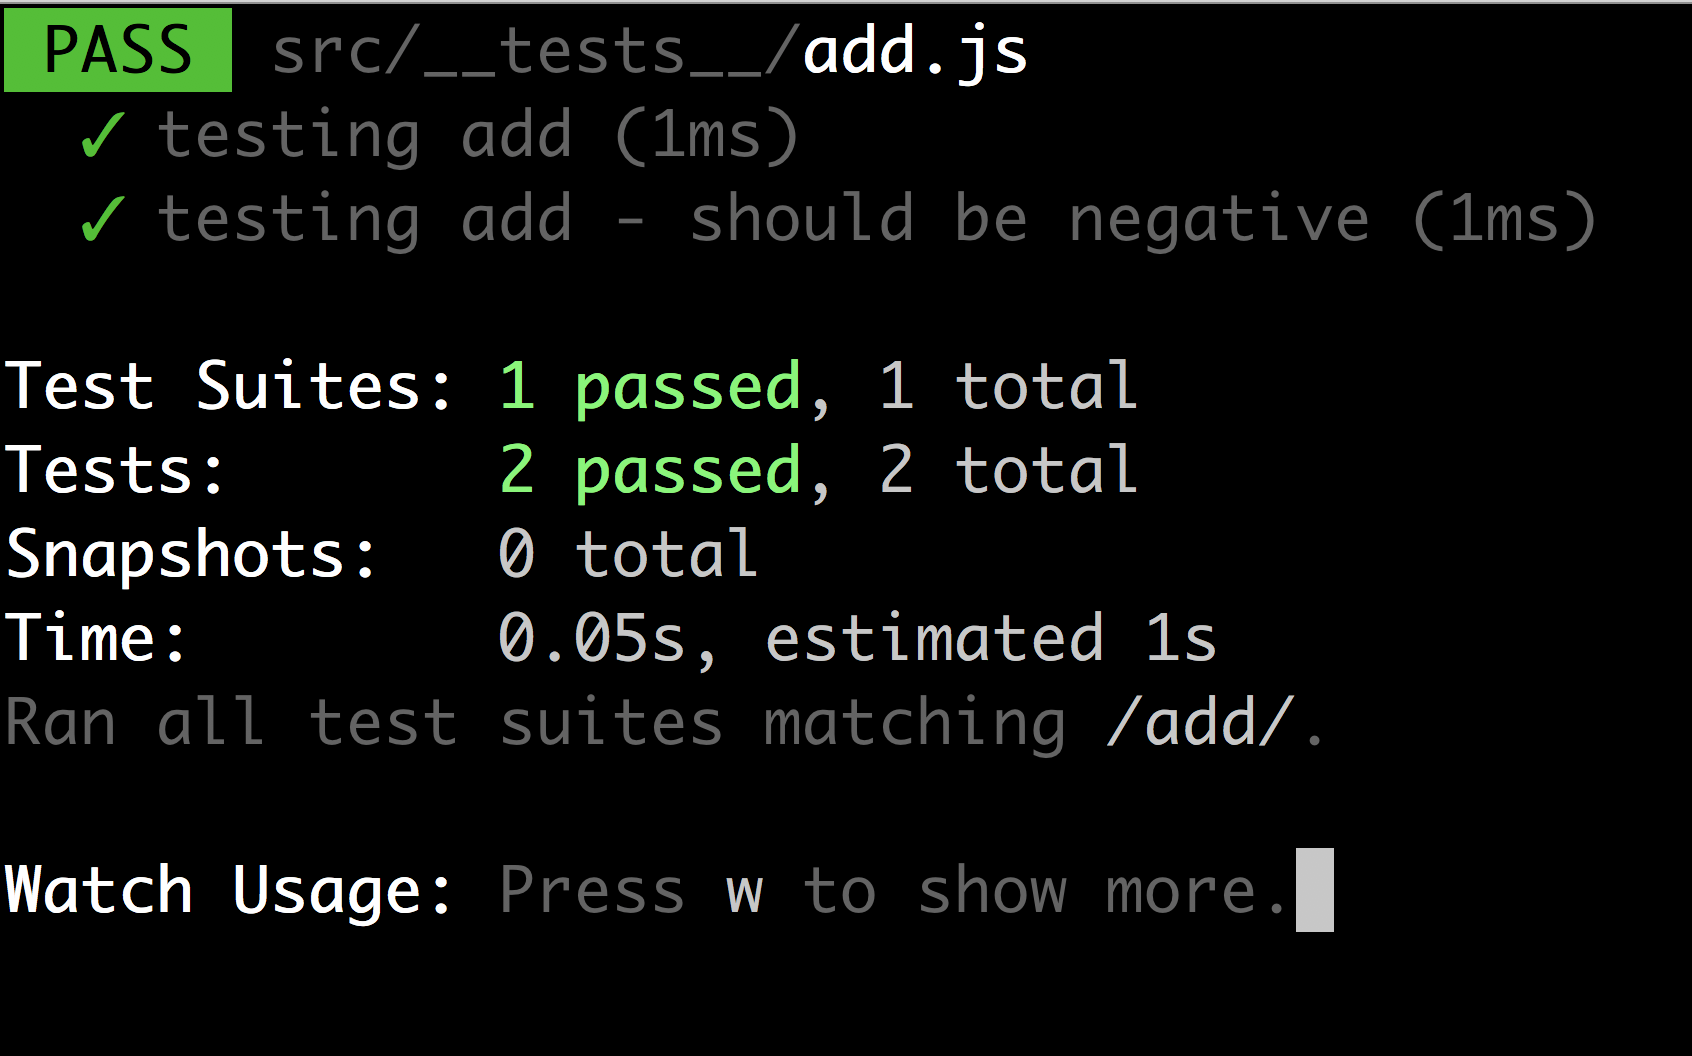 PASS src/__tests__/add.js
✓ testing add (1ms)
✓ testing add - should be negative (1ms)
Test Suites: 1 passed, 1 total
Tests: 2 passed, 2 total
Snapshots: 0 total
Time: 0.05s, estimated 1s
Ran all test suites matching /add/.
Watch Usage: Press w to show more.